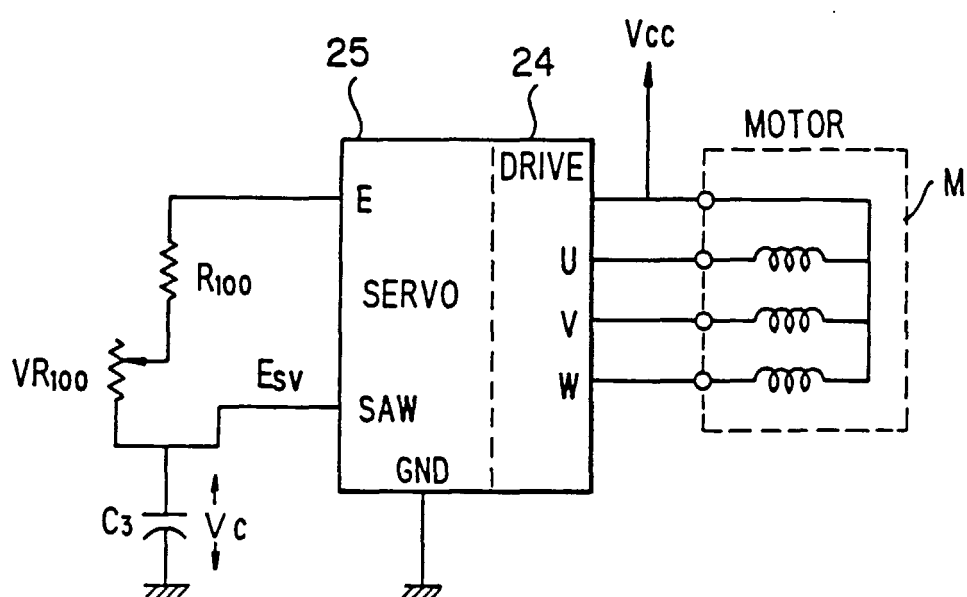 Vcc
25
24
MOTOR
DRIVE
M
E
R100
U
SERVO
V
VR100
ESV
W
SAW
GND
C3
Vc